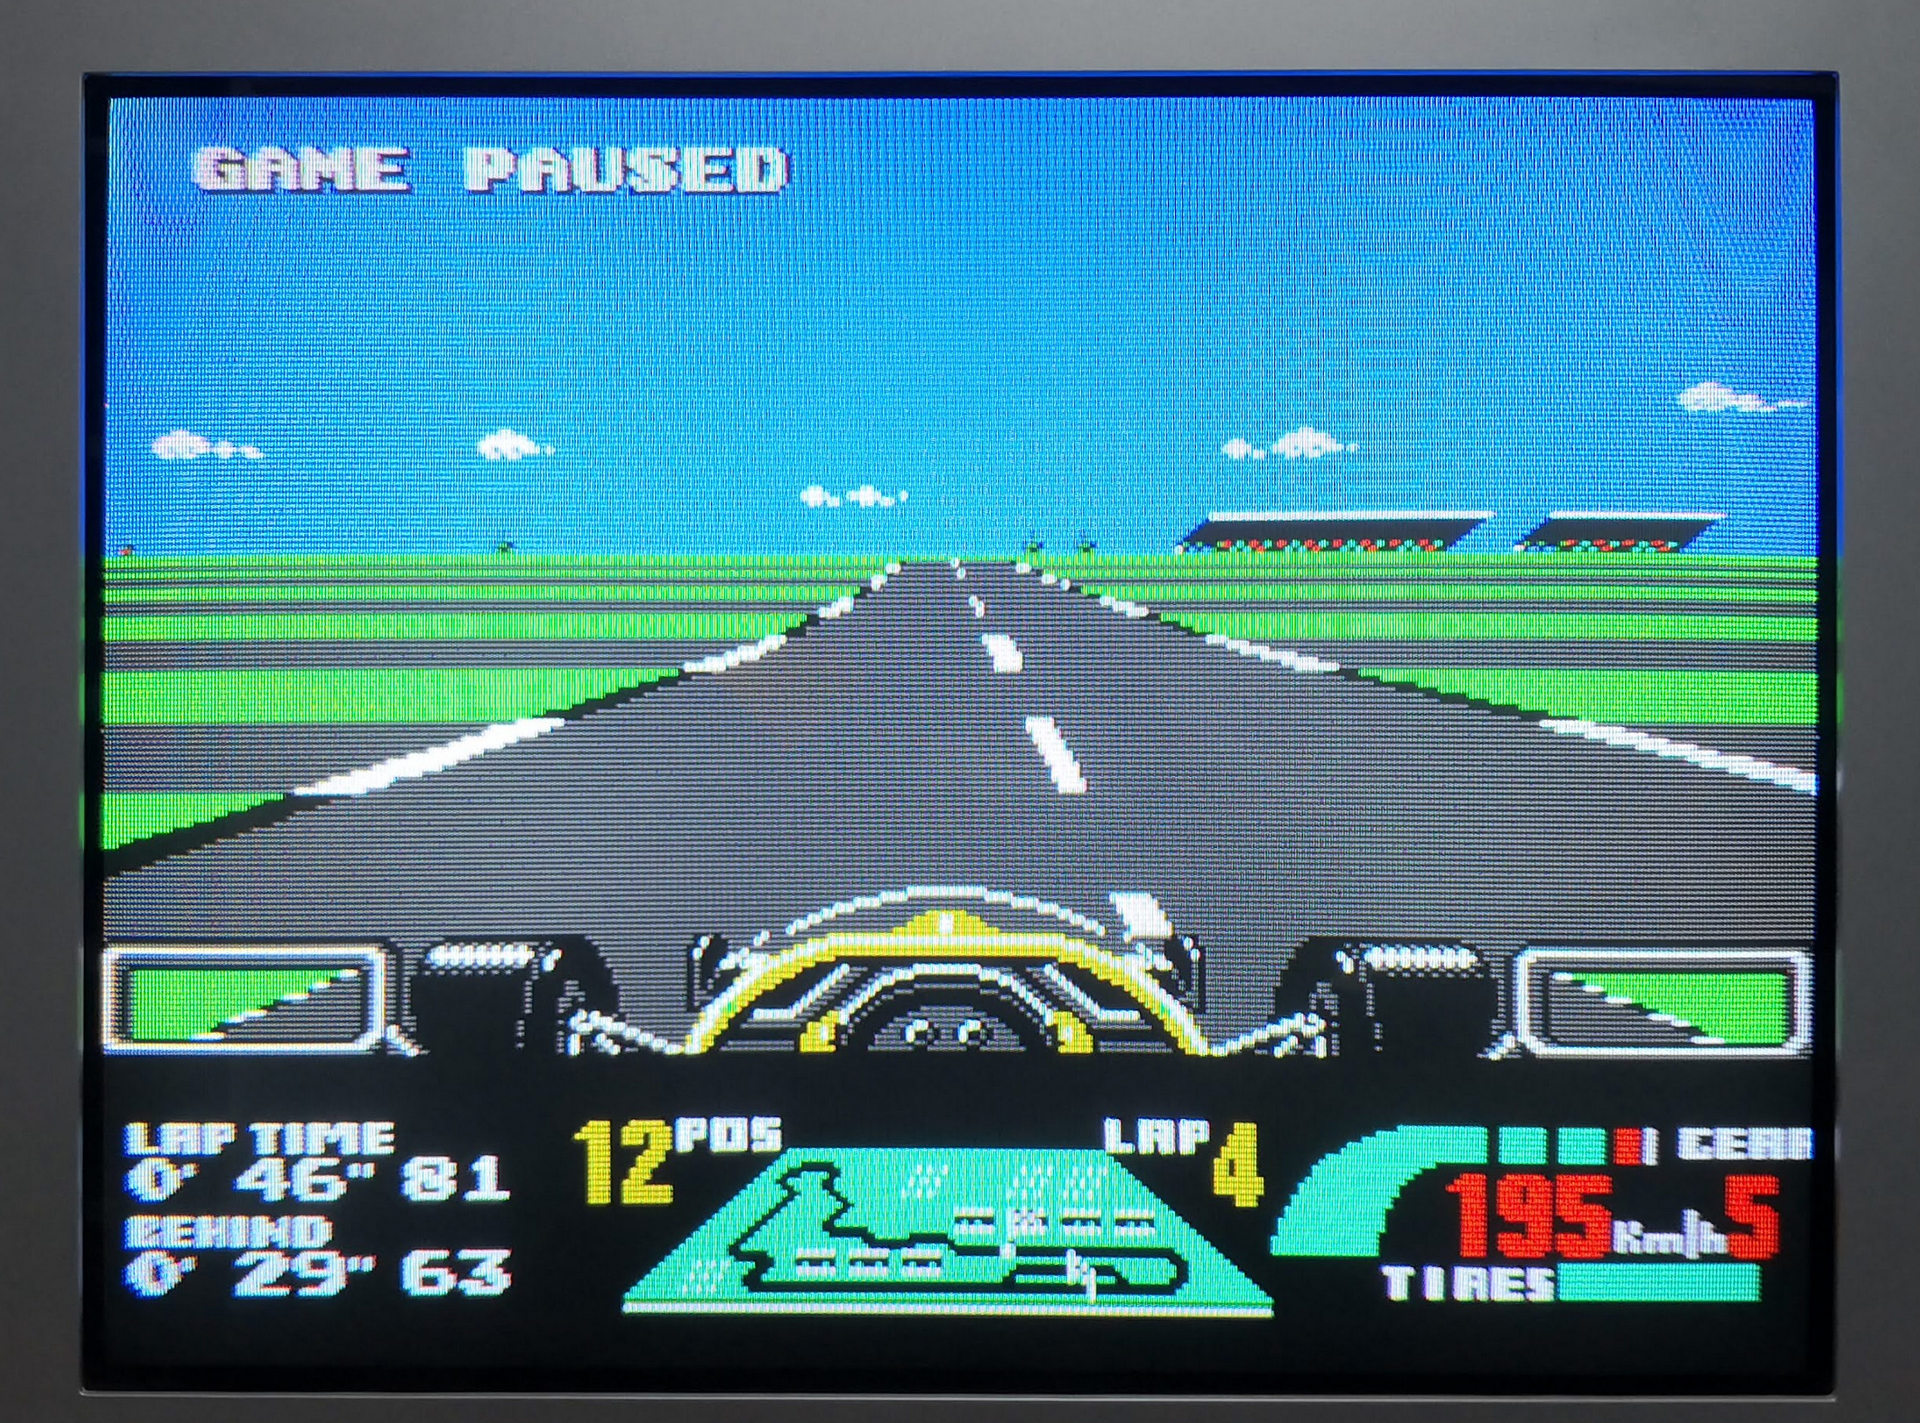 GAME PAUSED
LAP TIME
0' 46" 81
BEHIND
0' 29" 63
12 POS
LAP 4
GEAR
195 Km/h 5
TIRES